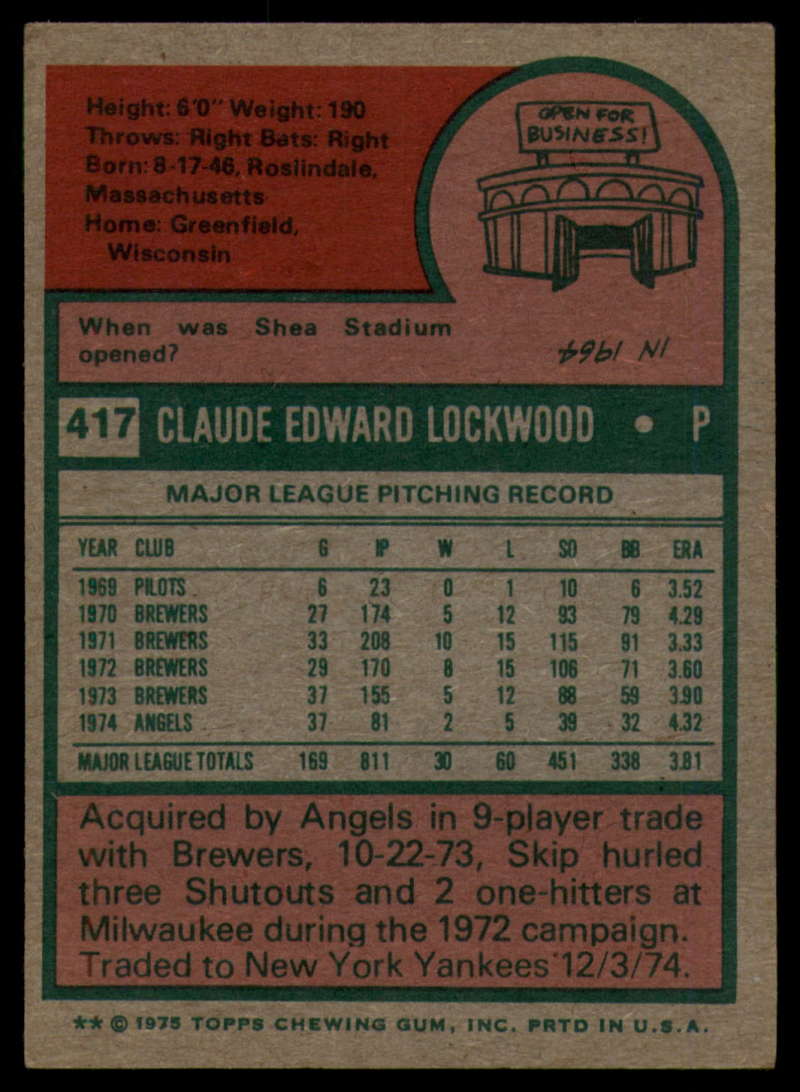 Height: 6'0" Weight: 190
Throws: Right Bats: Right
Born: 8-17-46, Roslindale,
Massachusetts
Home: Greenfield,
Wisconsin
OPEN FOR
BUSINESS!
When was Shea Stadium
opened?
IN 1964
417 CLAUDE EDWARD LOCKWOOD • P
MAJOR LEAGUE PITCHING RECORD
YEAR CLUB G IP W L SO BB ERA
1969 PILOTS 6 23 0 1 10 6 3.52
1970 BREWERS 27 174 5 12 93 79 4.29
1971 BREWERS 33 208 10 15 115 91 3.33
1972 BREWERS 29 170 8 15 106 71 3.60
1973 BREWERS 37 155 5 12 88 59 3.90
1974 ANGELS 37 81 2 5 39 32 4.32
MAJOR LEAGUE TOTALS 169 811 30 60 451 338 3.81
Acquired by Angels in 9-player trade
with Brewers, 10-22-73, Skip hurled
three Shutouts and 2 one-hitters at
Milwaukee during the 1972 campaign.
Traded to New York Yankees 12/3/74.
** © 1975 TOPPS CHEWING GUM, INC. PRTD IN U.S.A.